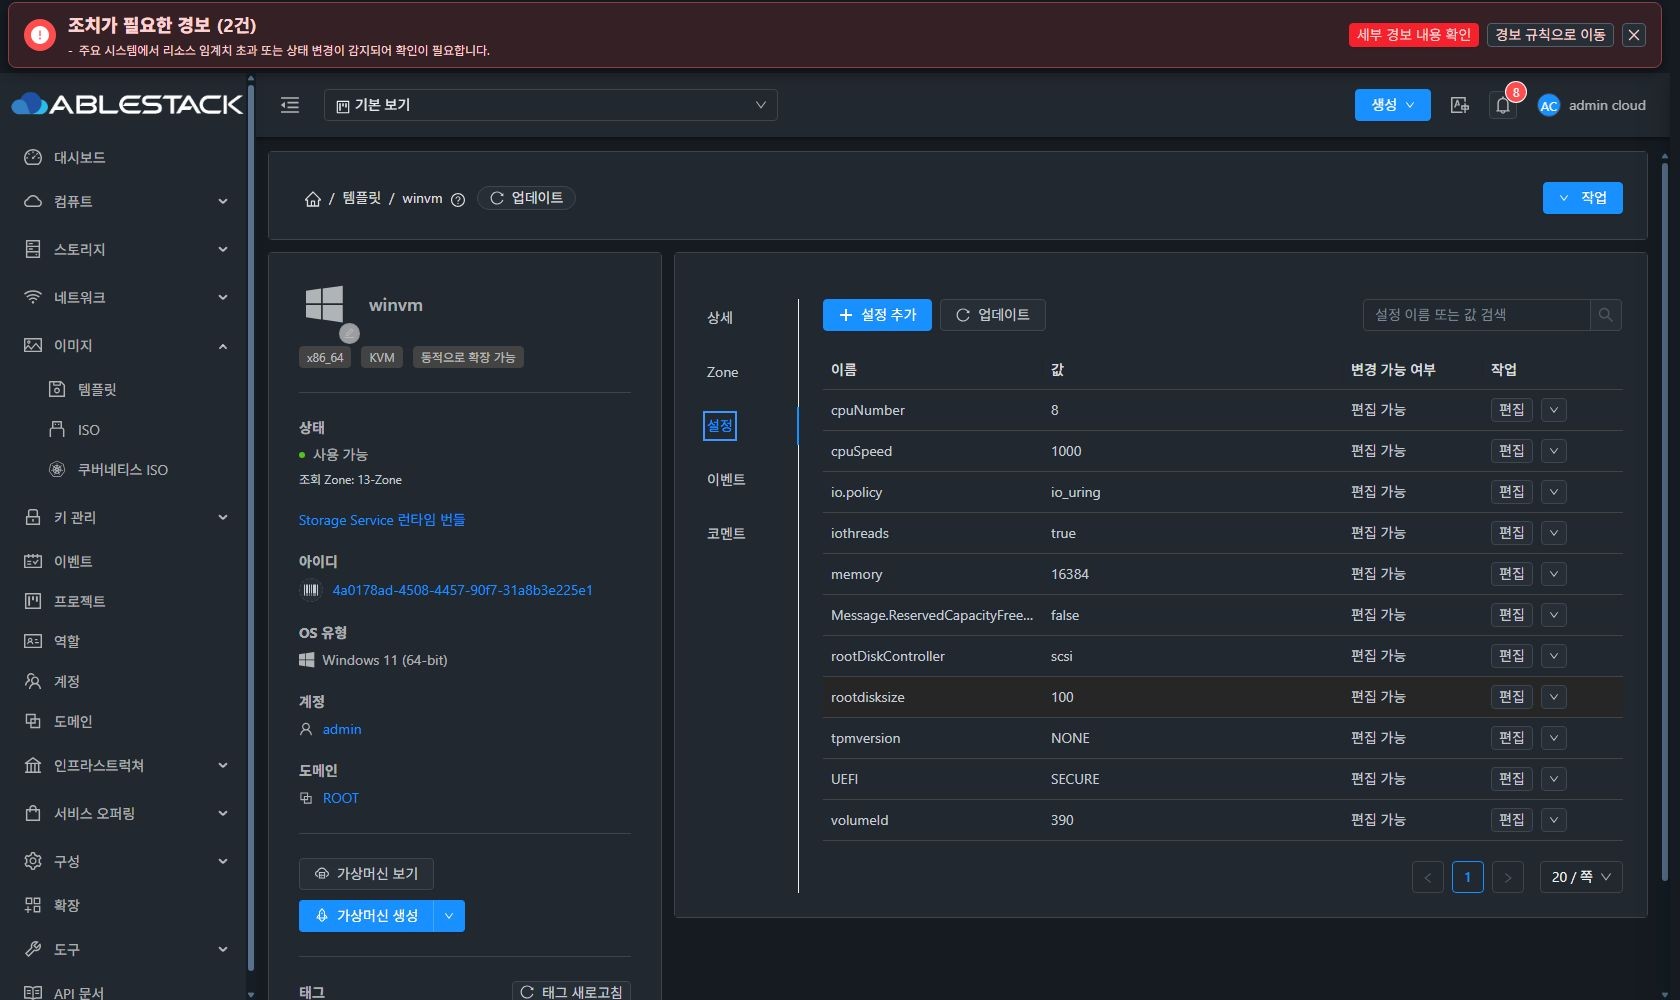 조치가 필요한 경보 (2건)
- 주요 시스템에서 리소스 임계치 초과 또는 상태 변경이 감지되어 확인이 필요합니다.
세부 경보 내용 확인
경보 규칙으로 이동
ABLESTACK
기본 보기
생성
8
AC
admin cloud
대시보드
컴퓨트
스토리지
네트워크
이미지
템플릿
ISO
쿠버네티스 ISO
키 관리
이벤트
프로젝트
역할
계정
도메인
인프라스트럭쳐
서비스 오퍼링
구성
확장
도구
API 문서
/ 템플릿 / winvm
업데이트
작업
winvm
x86_64
KVM
동적으로 확장 가능
상태
사용 가능
조회 Zone: 13-Zone
Storage Service 런타임 번들
아이디
4a0178ad-4508-4457-90f7-31a8b3e225e1
OS 유형
Windows 11 (64-bit)
계정
admin
도메인
ROOT
가상머신 보기
가상머신 생성
태그
태그 새로고침
상세
Zone
설정
이벤트
코멘트
설정 추가
업데이트
설정 이름 또는 값 검색
이름 값 변경 가능 여부 작업
cpuNumber 8 편집 가능 편집
cpuSpeed 1000 편집 가능 편집
io.policy io_uring 편집 가능 편집
iothreads true 편집 가능 편집
memory 16384 편집 가능 편집
Message.ReservedCapacityFree... false 편집 가능 편집
rootDiskController scsi 편집 가능 편집
rootdisksize 100 편집 가능 편집
tpmversion NONE 편집 가능 편집
UEFI SECURE 편집 가능 편집
volumeId 390 편집 가능 편집
< 1 > 20 / 쪽